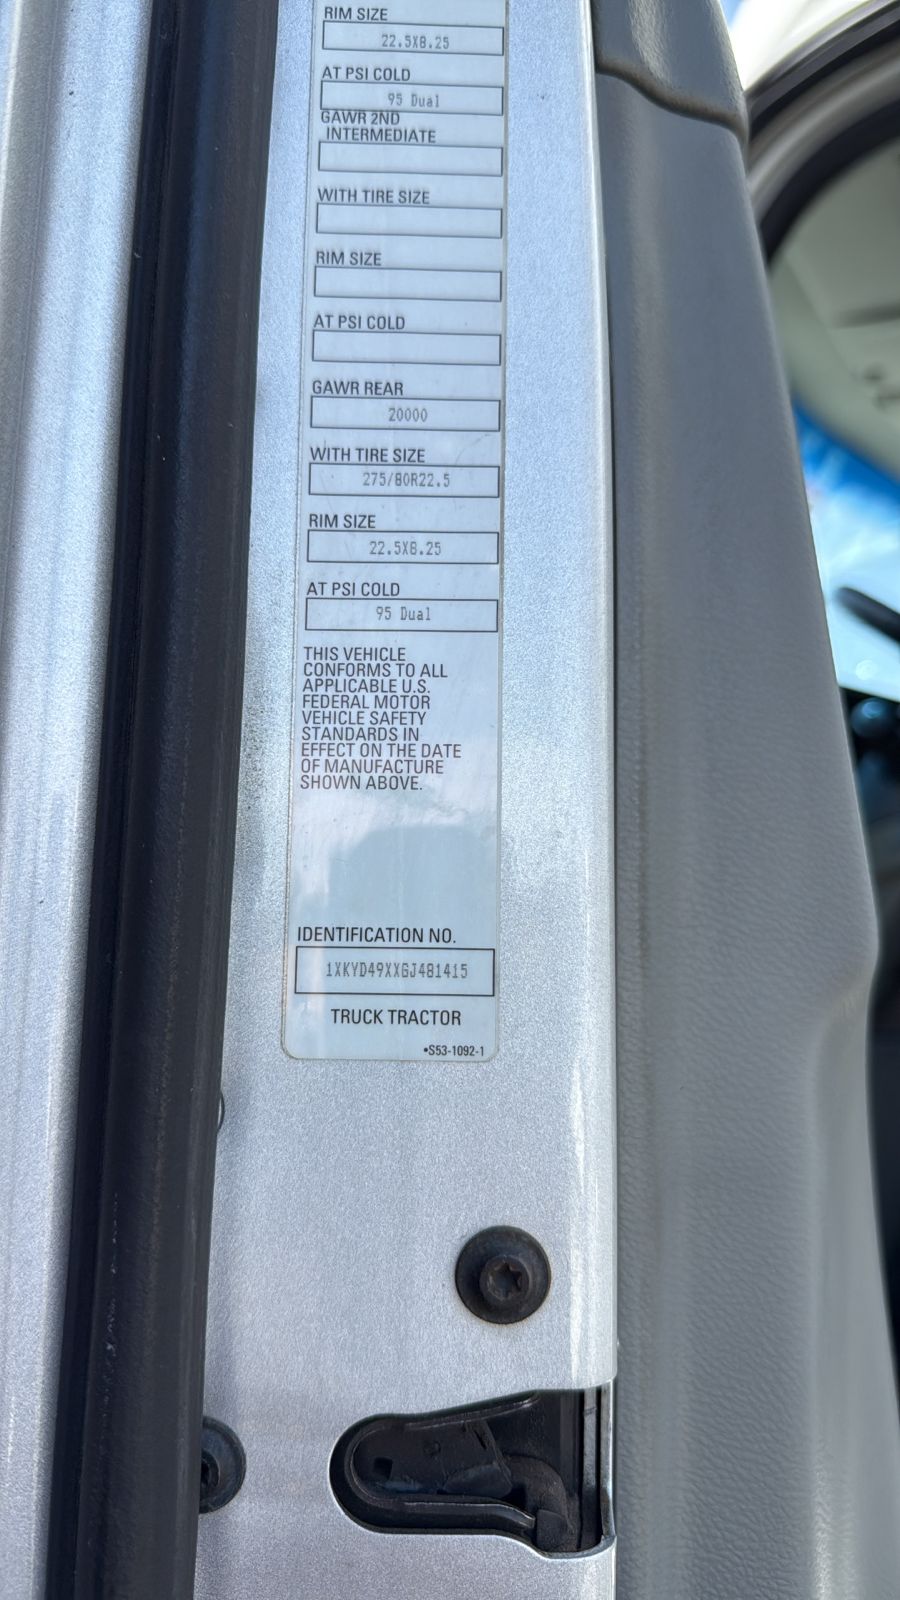 RIM SIZE
22.5X8.25
AT PSI COLD
95 Dual
GAWR 2ND
INTERMEDIATE
WITH TIRE SIZE
RIM SIZE
AT PSI COLD
GAWR REAR
20000
WITH TIRE SIZE
275/80R22.5
RIM SIZE
22.5X8.25
AT PSI COLD
95 Dual
THIS VEHICLE
CONFORMS TO ALL
APPLICABLE U.S.
FEDERAL MOTOR
VEHICLE SAFETY
STANDARDS IN
EFFECT ON THE DATE
OF MANUFACTURE
SHOWN ABOVE.
IDENTIFICATION NO.
1XKYD49XXGJ481415
TRUCK TRACTOR
•S53-1092-1